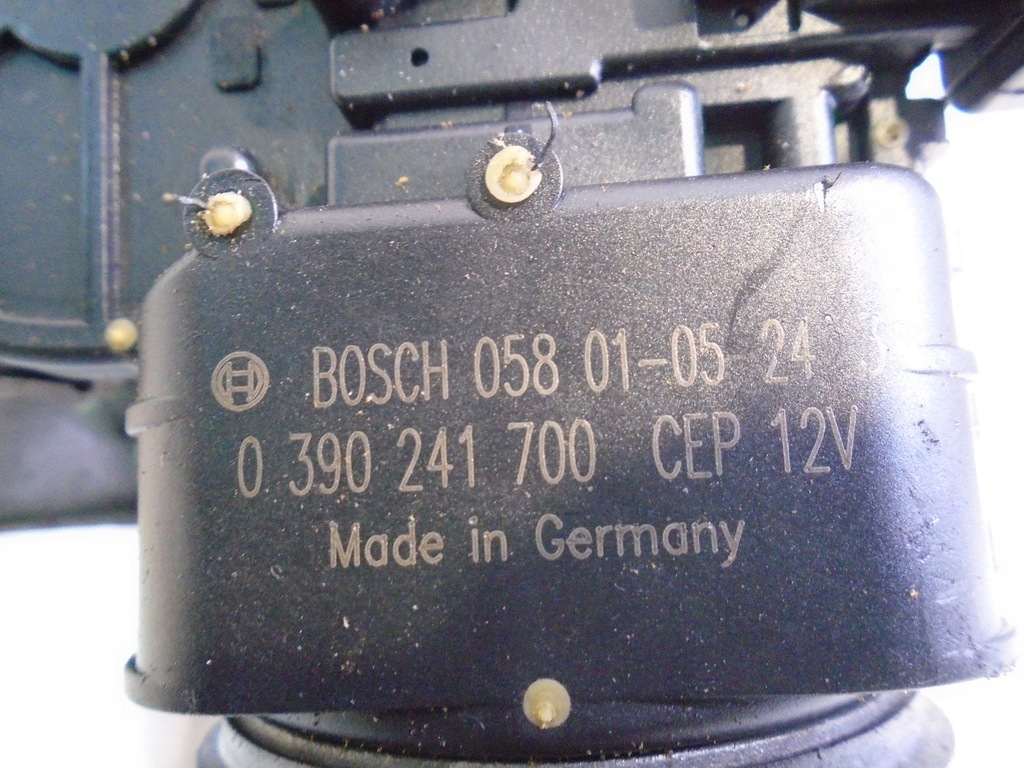 BOSCH 058 01-05-24 S
0 390 241 700 CEP 12V
Made in Germany